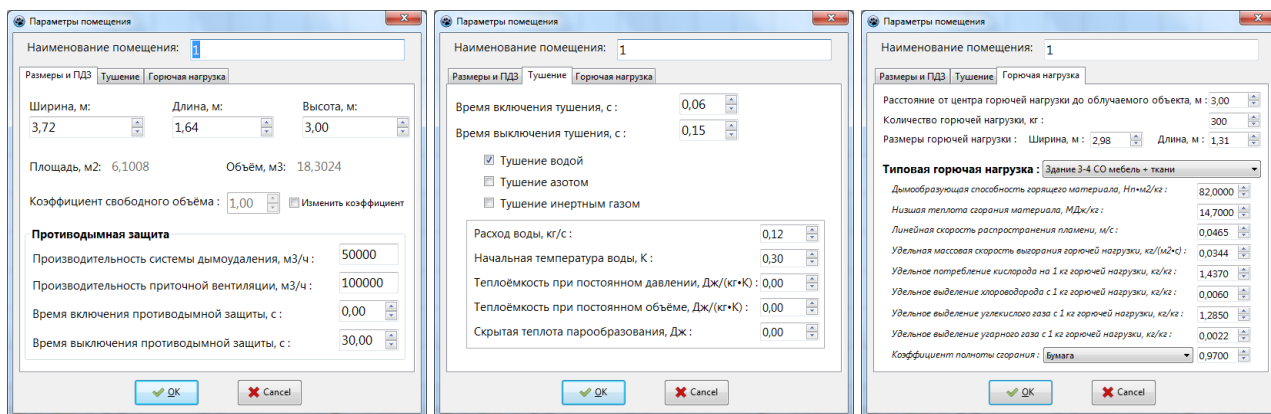 Параметры помещения
Наименование помещения: 1
Размеры и ПДЗ Тушение Горючая нагрузка
Ширина, м: Длина, м: Высота, м:
3,72 1,64 3,00
Площадь, м2: 6,1008 Объём, м3: 18,3024
Коэффициент свободного объёма : 1,00 Изменить коэффициент
Противодымная защита
Производительность системы дымоудаления, м3/ч : 50000
Производительность приточной вентиляции, м3/ч : 100000
Время включения противодымной защиты, с : 0,00
Время выключения противодымной защиты, с : 30,00
OK Cancel
Параметры помещения
Наименование помещения: 1
Размеры и ПДЗ Тушение Горючая нагрузка
Время включения тушения, с : 0,06
Время выключения тушения, с : 0,15
Тушение водой
Тушение азотом
Тушение инертным газом
Расход воды, кг/с : 0,12
Начальная температура воды, К : 0,30
Теплоёмкость при постоянном давлении, Дж/(кг•К) : 0,00
Теплоёмкость при постоянном объёме, Дж/(кг•К) : 0,00
Скрытая теплота парообразования, Дж : 0,00
OK Cancel
Параметры помещения
Наименование помещения: 1
Размеры и ПДЗ Тушение Горючая нагрузка
Расстояние от центра горючей нагрузки до облучаемого объекта, м : 3,00
Количество горючей нагрузки, кг : 300
Размеры горючей нагрузки : Ширина, м : 2,98 Длина, м : 1,31
Типовая горючая нагрузка : Здание 3-4 СО мебель + ткани
Дымообразующая способность горящего материала, Нп•м2/кг : 82,0000
Низшая теплота сгорания материала, МДж/кг : 14,7000
Линейная скорость распространения пламени, м/с : 0,0465
Удельная массовая скорость выгорания горючей нагрузки, кг/(м2•с) : 0,0344
Удельное потребление кислорода на 1 кг горючей нагрузки, кг/кг : 1,4370
Удельное выделение хлороводорода с 1 кг горючей нагрузки, кг/кг : 0,0060
Удельное выделение углекислого газа с 1 кг горючей нагрузки, кг/кг : 1,2850
Удельное выделение угарного газа с 1 кг горючей нагрузки, кг/кг : 0,0022
Коэффициент полноты сгорания : Бумага 0,9700
OK Cancel